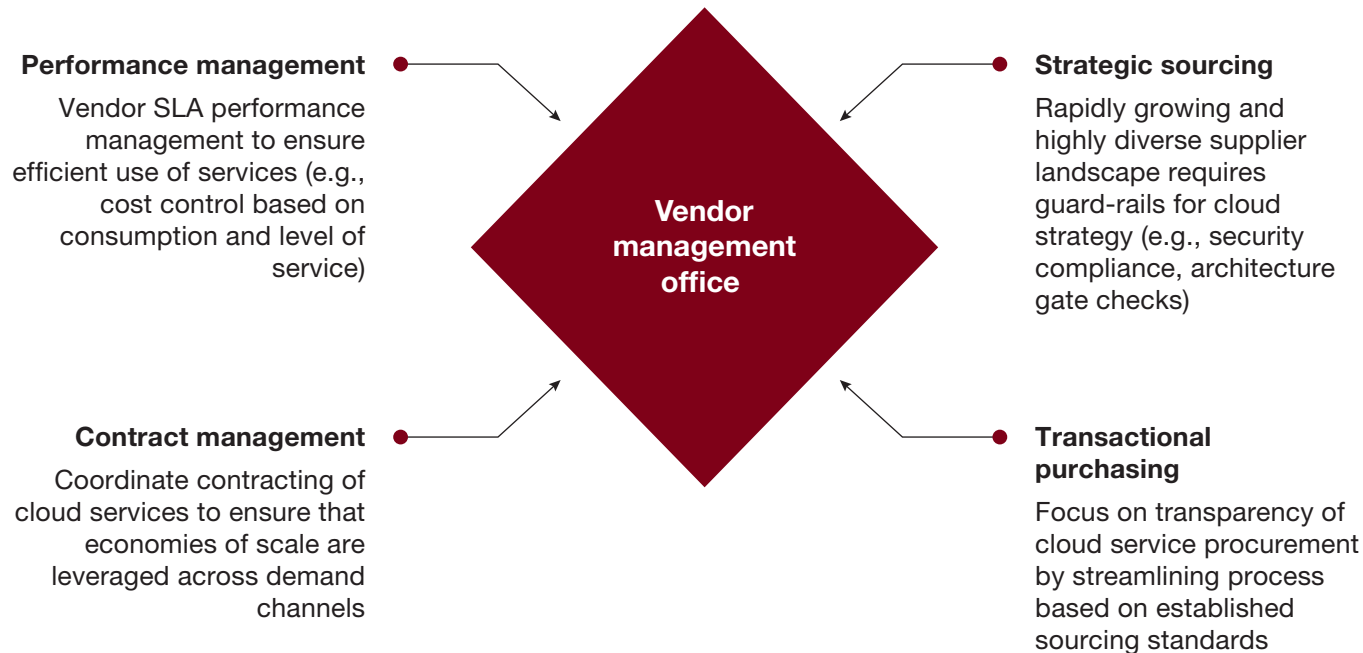 Performance management
Vendor SLA performance
management to ensure
efficient use of services (e.g.,
cost control based on
consumption and level of
service)
Vendor
management
office
Strategic sourcing
Rapidly growing and
highly diverse supplier
landscape requires
guard-rails for cloud
strategy (e.g., security
compliance, architecture
gate checks)
Contract management
Coordinate contracting of
cloud services to ensure that
economies of scale are
leveraged across demand
channels
Transactional
purchasing
Focus on transparency of
cloud service procurement
by streamlining process
based on established
sourcing standards